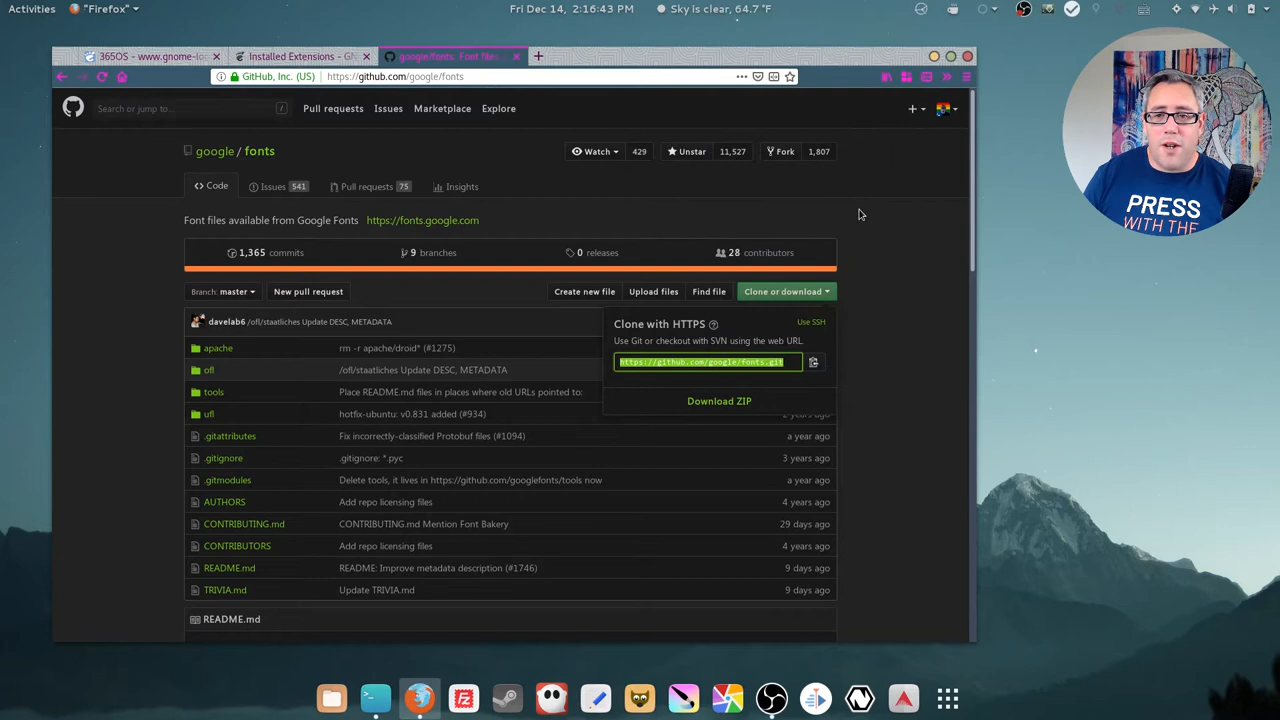 Activities
"Firefox"
Fri Dec 14, 2:16:43 PM
Sky is clear, 64.7 °F
365OS - www.gnome-lo
Installed Extensions - GN
google/fonts: Font files
GitHub, Inc. (US)
https://github.com/google/fonts
Search or jump to...
/
Pull requests
Issues
Marketplace
Explore
google / fonts
Watch 429
Unstar 11,527
Fork 1,807
Code
Issues 541
Pull requests 75
Insights
Font files available from Google Fonts https://fonts.google.com
1,365 commits
9 branches
0 releases
28 contributors
Branch: master
New pull request
Create new file
Upload files
Find file
Clone or download
davelab6 /ofl/staatliches Update DESC, METADATA
Clone with HTTPS
Use SSH
Use Git or checkout with SVN using the web URL.
https://github.com/google/fonts.git
Download ZIP
apache rm -r apache/droid* (#1275)
ofl /ofl/staatliches Update DESC, METADATA
tools Place README.md files in places where old URLs pointed to:
ufl hotfix-ubuntu: v0.831 added (#934) 2 years ago
.gitattributes Fix incorrectly-classified Protobuf files (#1094) a year ago
.gitignore .gitignore: *.pyc 3 years ago
.gitmodules Delete tools, it lives in https://github.com/googlefonts/tools now a year ago
AUTHORS Add repo licensing files 4 years ago
CONTRIBUTING.md CONTRIBUTING.md Mention Font Bakery 29 days ago
CONTRIBUTORS Add repo licensing files 4 years ago
README.md README: Improve metadata description (#1746) 9 days ago
TRIVIA.md Update TRIVIA.md 9 days ago
README.md
PRESS
WITH THE